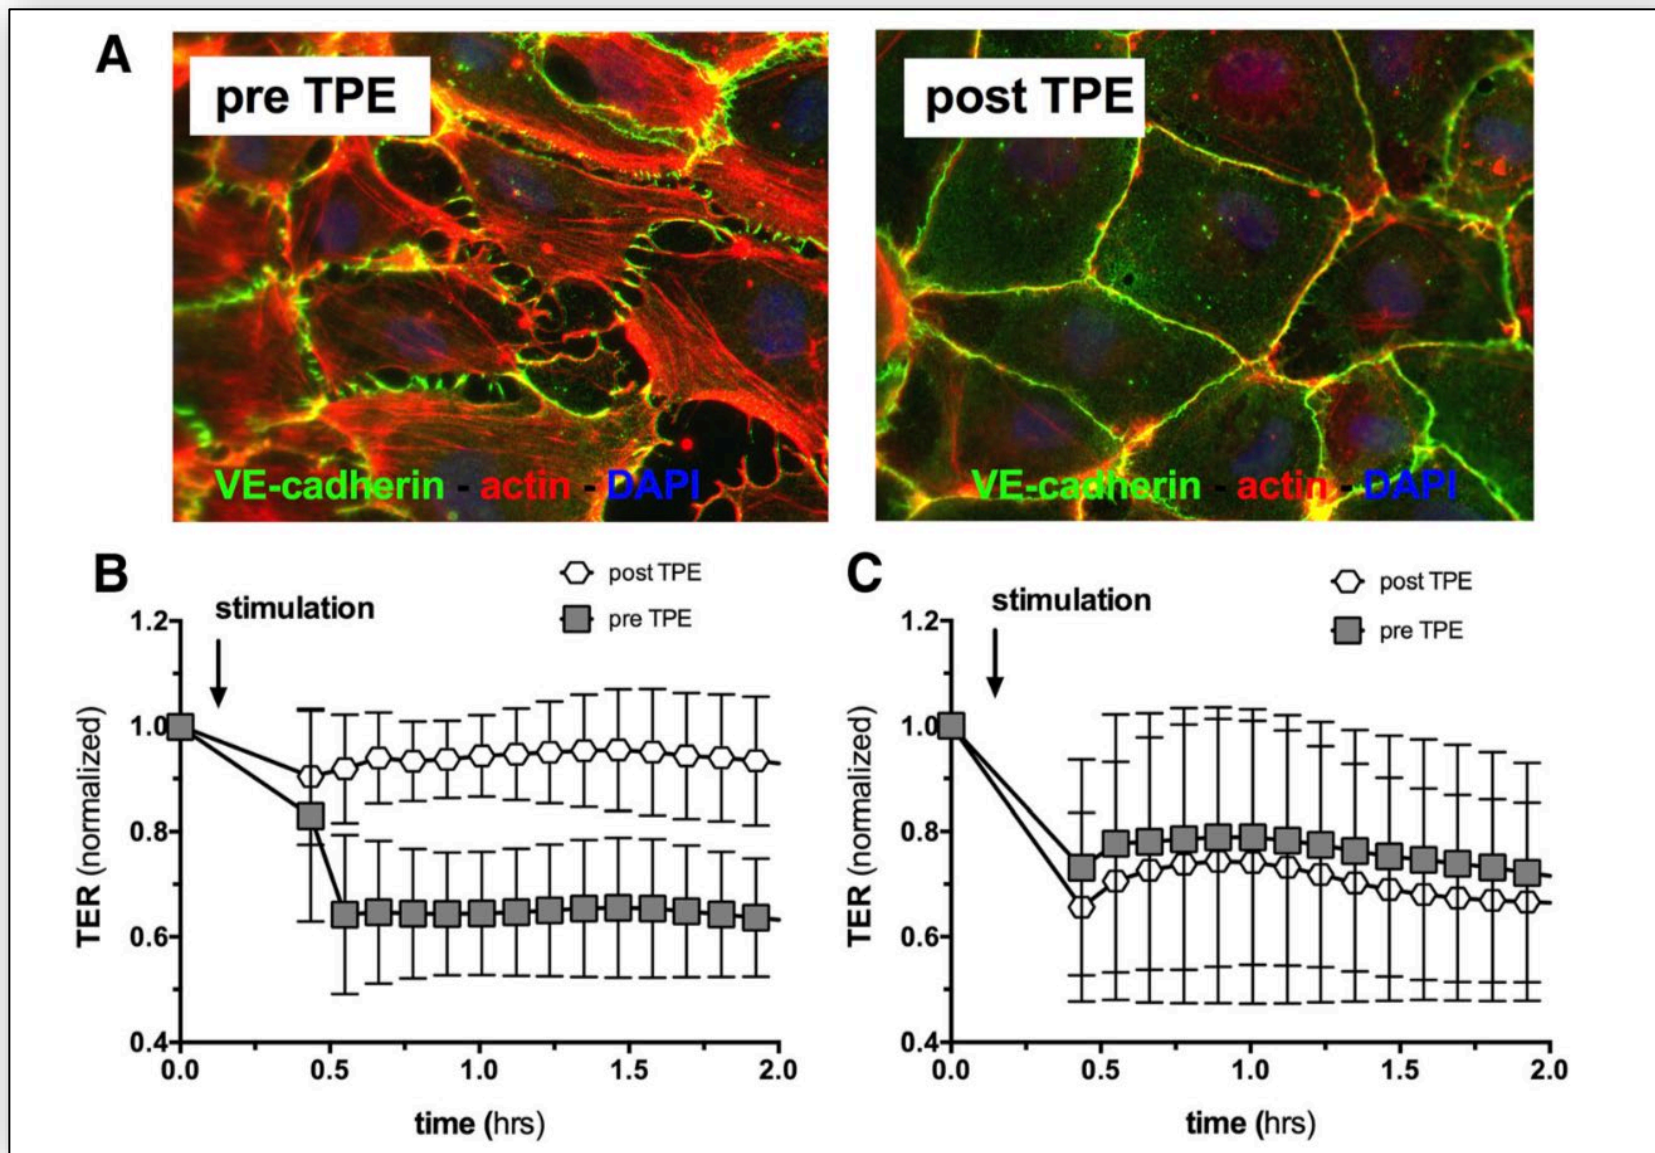 A
pre TPE
post TPE
VE-cadherin - actin - DAPI
VE-cadherin - actin - DAPI
B
post TPE
pre TPE
stimulation
1.2
1.0
0.8
0.6
0.4
TER (normalized)
0.0 0.5 1.0 1.5 2.0
time (hrs)
C
post TPE
pre TPE
stimulation
1.2
1.0
0.8
0.6
0.4
TER (normalized)
0.0 0.5 1.0 1.5 2.0
time (hrs)